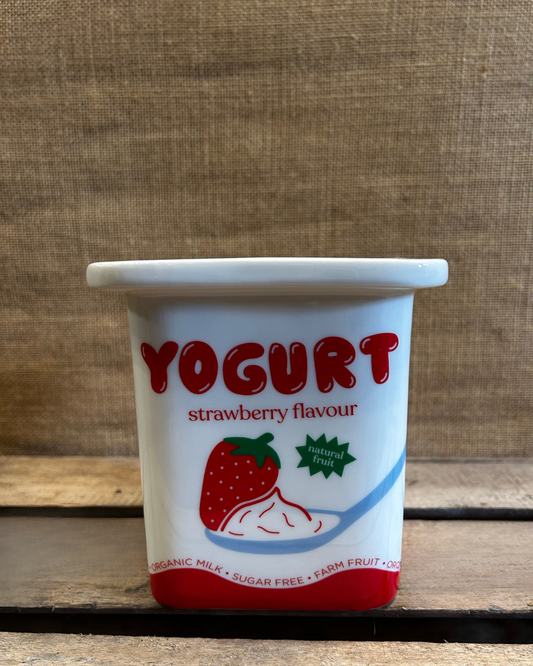 YOGURT
strawberry flavour
natural
fruit
ORGANIC MILK • SUGAR FREE • FARM FRUIT •